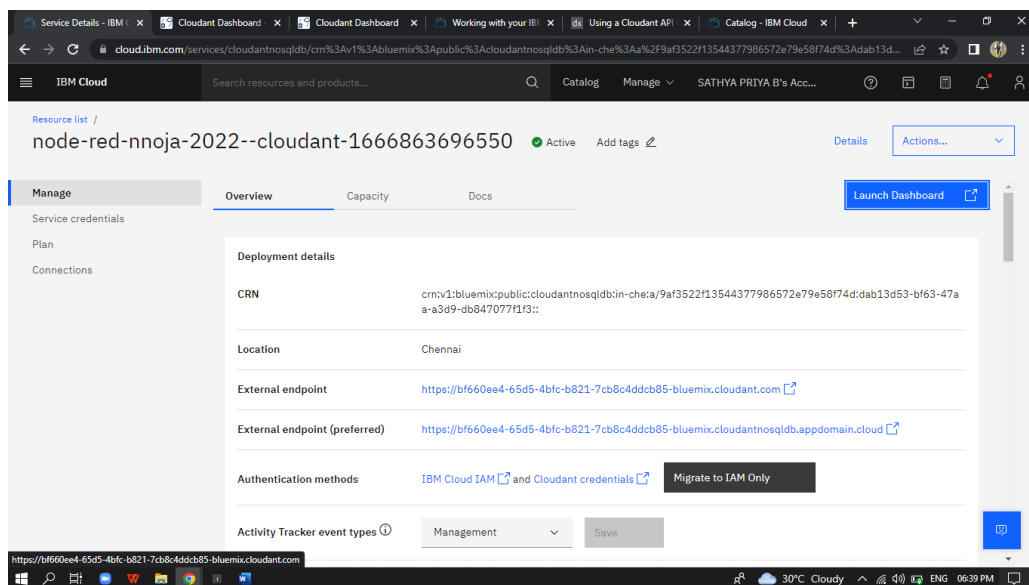 Service Details - IBM C
Cloudant Dashboard
Cloudant Dashboard
Working with your IB
dx Using a Cloudant API
Catalog - IBM Cloud
cloud.ibm.com/services/cloudantnosqldb/crn%3Av1%3Abluemix%3Apublic%3Acloudantnosqldb%3Ain-che%3Aa%2F9af3522f13544377986572e79e58f74d%3Adab13d...
IBM Cloud
Search resources and products...
Catalog
Manage
SATHYA PRIYA B's Acc...
Resource list /
node-red-nnoja-2022--cloudant-1666863696550
Active
Add tags
Details
Actions...
Manage
Service credentials
Plan
Connections
Overview
Capacity
Docs
Launch Dashboard
Deployment details
CRN
crn:v1:bluemix:public:cloudantnosqldb:in-che:a/9af3522f13544377986572e79e58f74d:dab13d53-bf63-47a
a-a3d9-db847077f1f3::
Location
Chennai
External endpoint
https://bf660ee4-65d5-4bfc-b821-7cb8c4ddcb85-bluemix.cloudant.com
External endpoint (preferred)
https://bf660ee4-65d5-4bfc-b821-7cb8c4ddcb85-bluemix.cloudantnosqldb.appdomain.cloud
Authentication methods
IBM Cloud IAM and Cloudant credentials
Migrate to IAM Only
Activity Tracker event types
Management
Save
https://bf660ee4-65d5-4bfc-b821-7cb8c4ddcb85-bluemix.cloudant.com
30°C Cloudy
ENG
06:39 PM